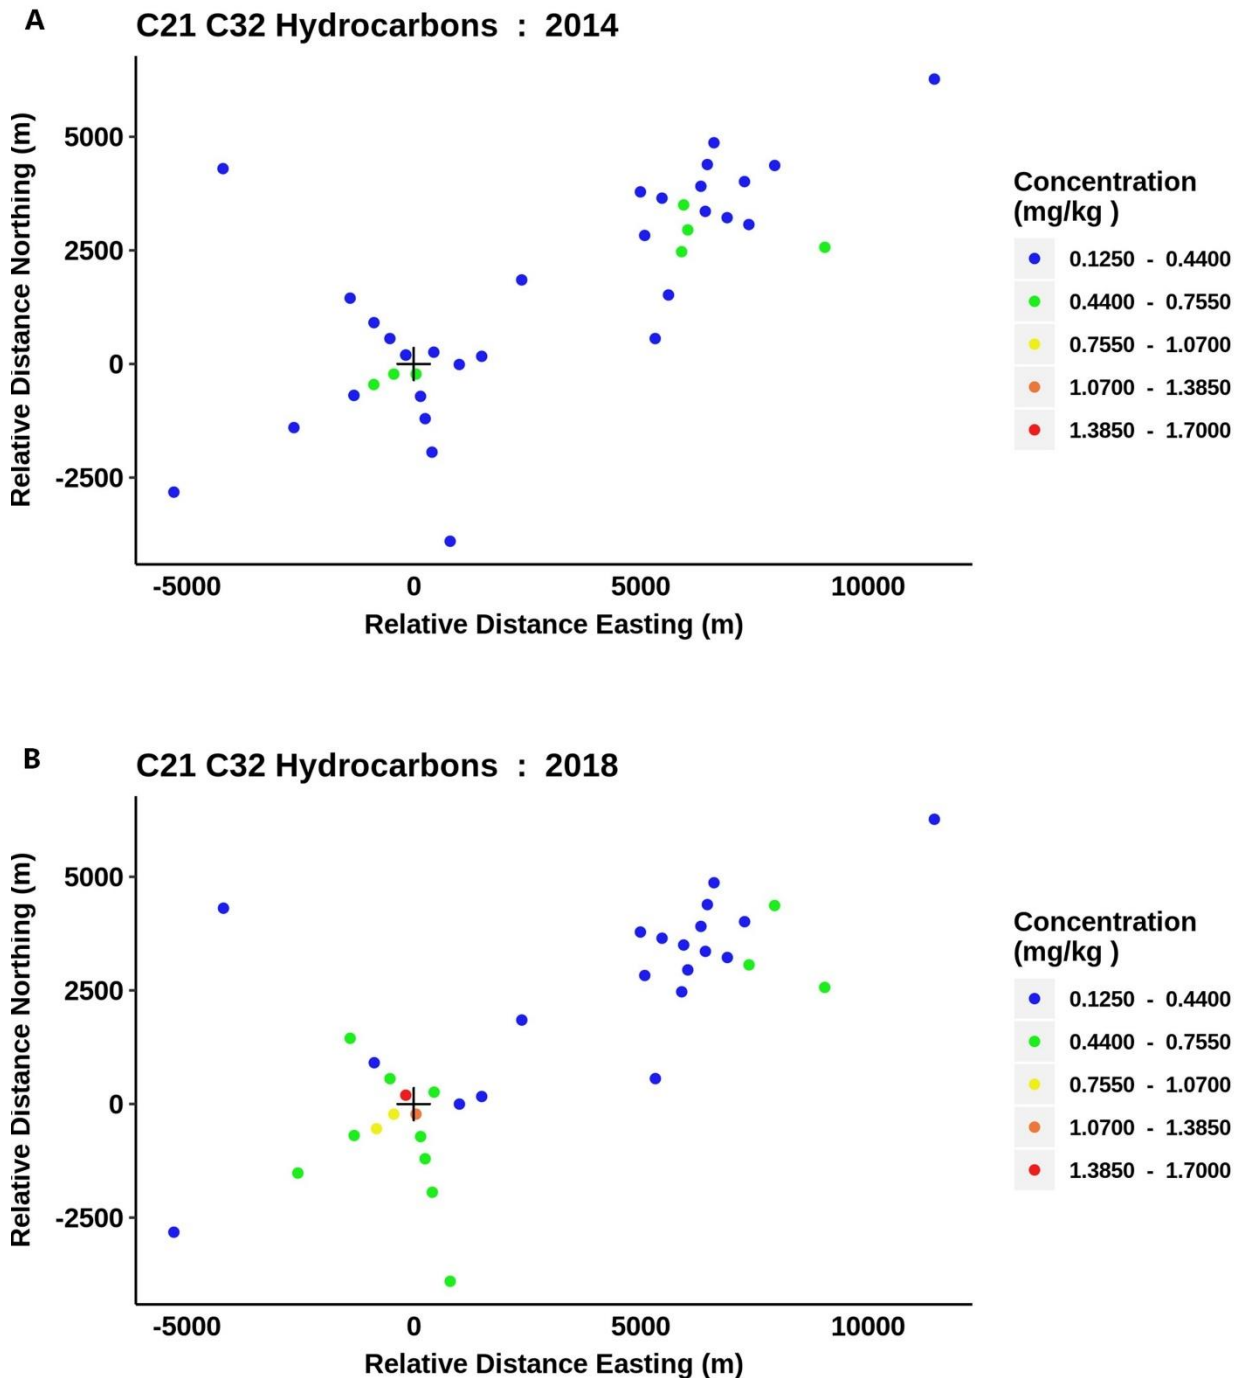 A
C21 C32 Hydrocarbons : 2014
Relative Distance Northing (m)
5000
2500
0
-2500
-5000 0 5000 10000
Relative Distance Easting (m)
Concentration
(mg/kg )
0.1250 - 0.4400
0.4400 - 0.7550
0.7550 - 1.0700
1.0700 - 1.3850
1.3850 - 1.7000
B
C21 C32 Hydrocarbons : 2018
Relative Distance Northing (m)
5000
2500
0
-2500
-5000 0 5000 10000
Relative Distance Easting (m)
Concentration
(mg/kg )
0.1250 - 0.4400
0.4400 - 0.7550
0.7550 - 1.0700
1.0700 - 1.3850
1.3850 - 1.7000